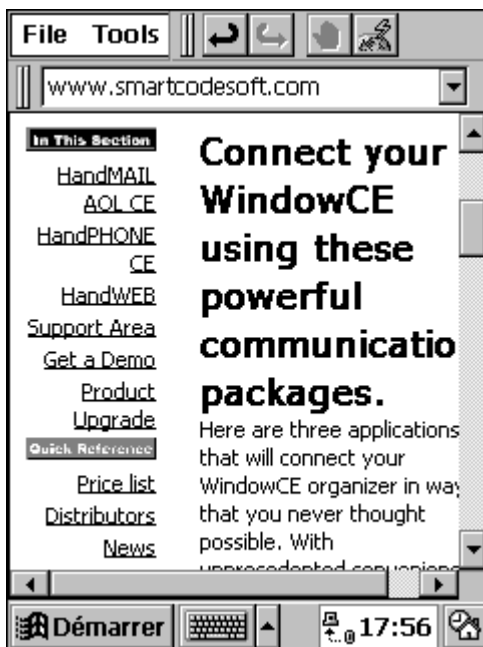 File Tools
www.smartcodesoft.com
In This Section
HandMAIL
AOL CE
HandPHONE
CE
HandWEB
Support Area
Get a Demo
Product
Upgrade
Quick Reference
Price list
Distributors
News
Connect your
WindowCE
using these
powerful
communicatio
packages.
Here are three applications
that will connect your
WindowCE organizer in way
that you never thought
possible. With
Démarrer
17:56